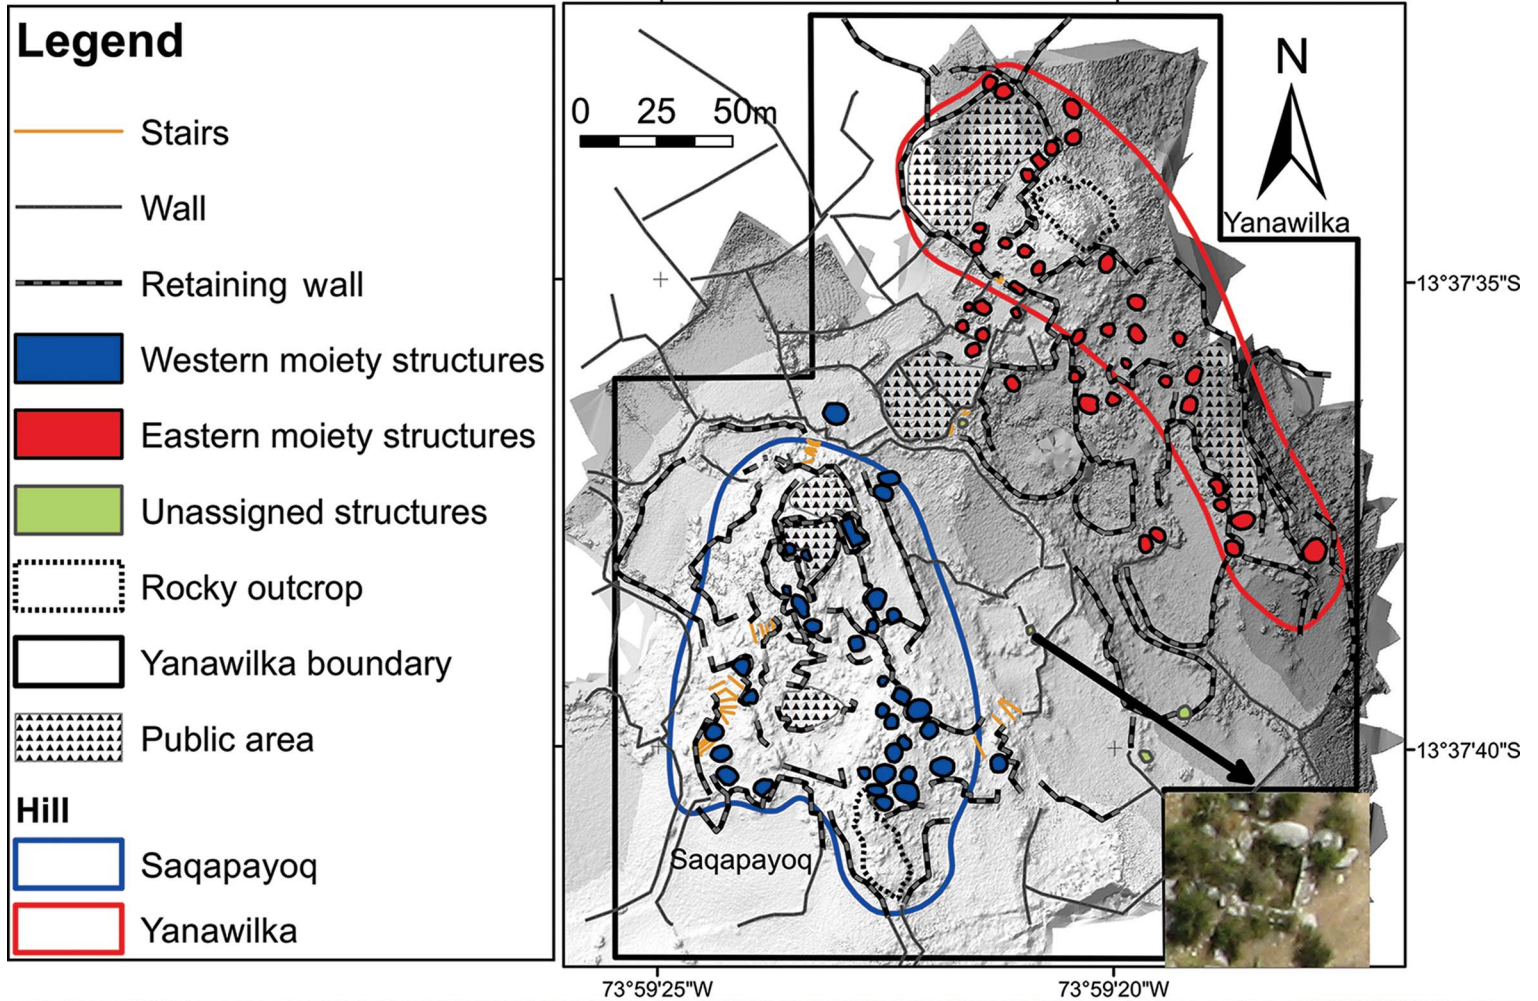 Legend
Stairs
Wall
Retaining wall
Western moiety structures
Eastern moiety structures
Unassigned structures
Rocky outcrop
Yanawilka boundary
Public area
Hill
Saqapayoq
Yanawilka
0 25 50m
N
Yanawilka
13°37'35"S
13°37'40"S
Saqapayoq
73°59'25"W
73°59'20"W